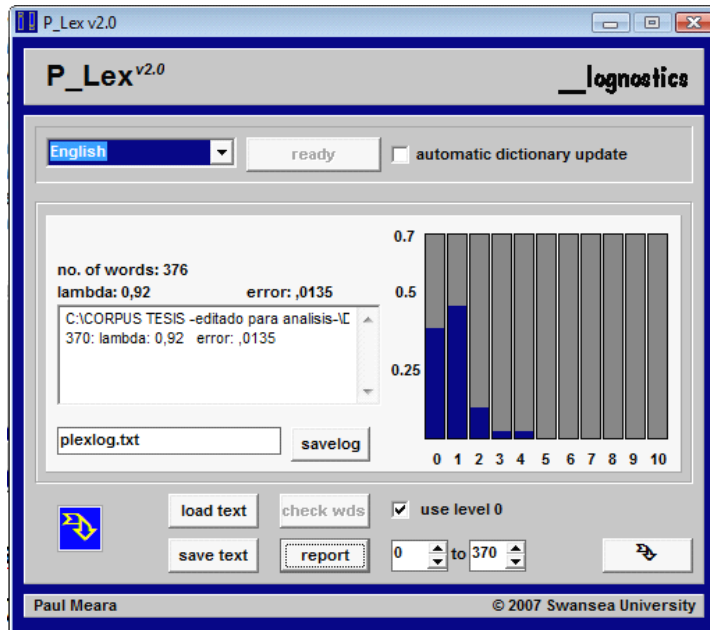 P_Lex v2.0
P_Lex v2.0
__lognostics
English
ready
automatic dictionary update
no. of words: 376
lambda: 0,92 error: ,0135
C:\CORPUS TESIS -editado para analisis-\D
370: lambda: 0,92 error: ,0135
plexlog.txt
savelog
0.7
0.5
0.25
0 1 2 3 4 5 6 7 8 9 10
load text
check wds
use level 0
save text
report
0 to 370
Paul Meara
© 2007 Swansea University